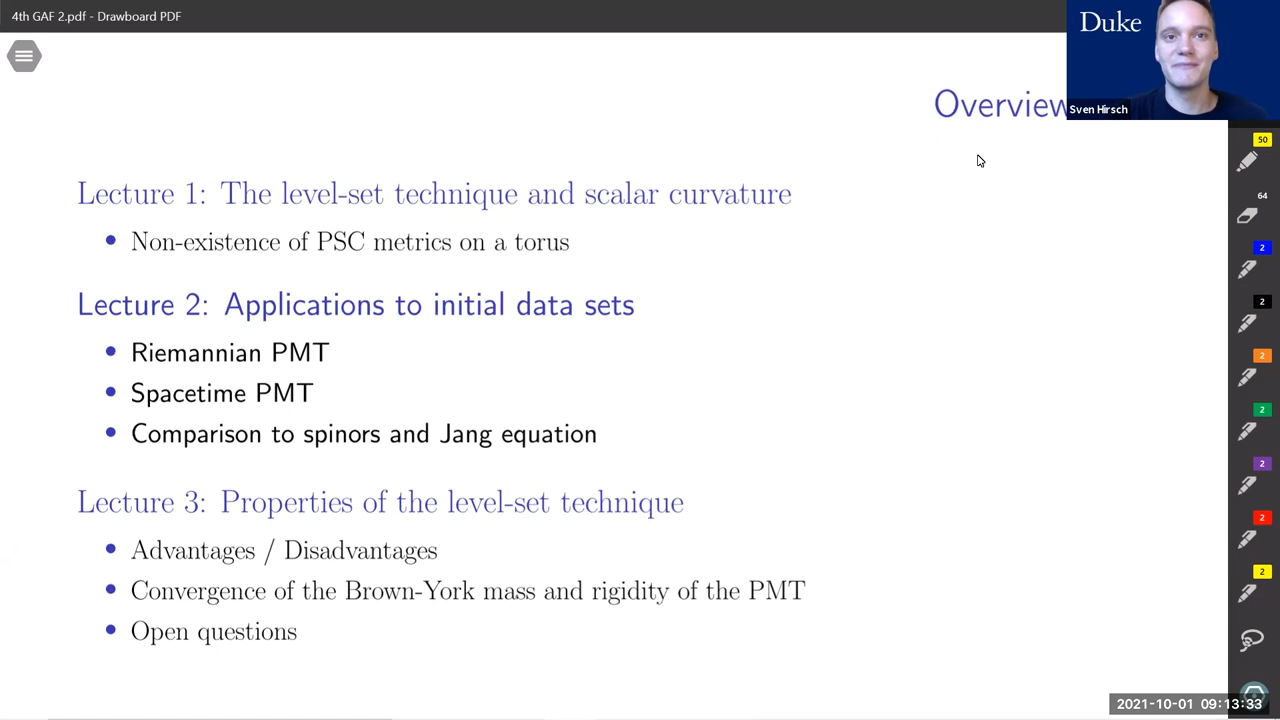 4th GAF 2.pdf - Drawboard PDF
Duke
Sven Hirsch
Overview
50
64
2
2
2
2
2
2
2
Lecture 1: The level-set technique and scalar curvature
• Non-existence of PSC metrics on a torus
Lecture 2: Applications to initial data sets
• Riemannian PMT
• Spacetime PMT
• Comparison to spinors and Jang equation
Lecture 3: Properties of the level-set technique
• Advantages / Disadvantages
• Convergence of the Brown-York mass and rigidity of the PMT
• Open questions
2021-10-01 09:13:33